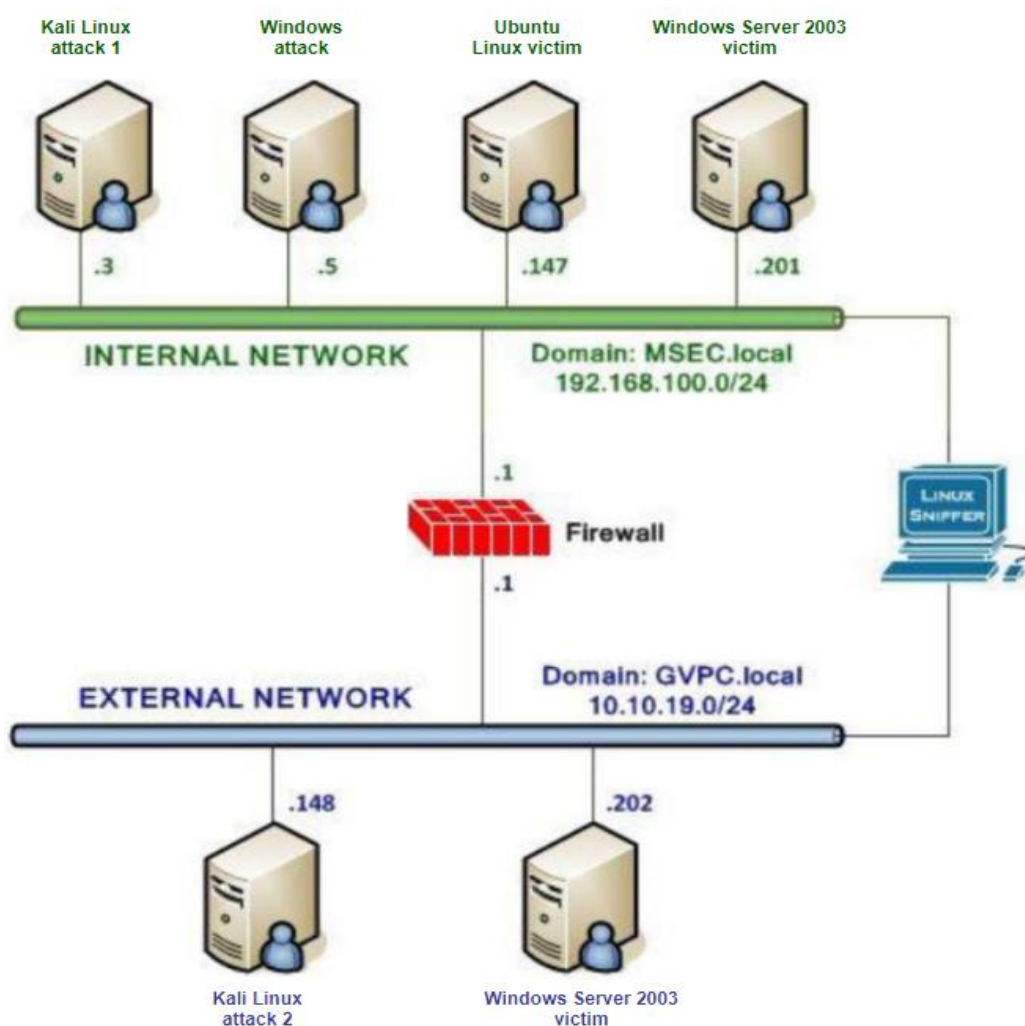 Kali Linux
attack 1
Windows
attack
Ubuntu
Linux victim
Windows Server 2003
victim
.3
.5
.147
.201
INTERNAL NETWORK
Domain: MSEC.local
192.168.100.0/24
.1
Firewall
LINUX
SNIFFER
.1
EXTERNAL NETWORK
Domain: GVPC.local
10.10.19.0/24
.148
.202
Kali Linux
attack 2
Windows Server 2003
victim